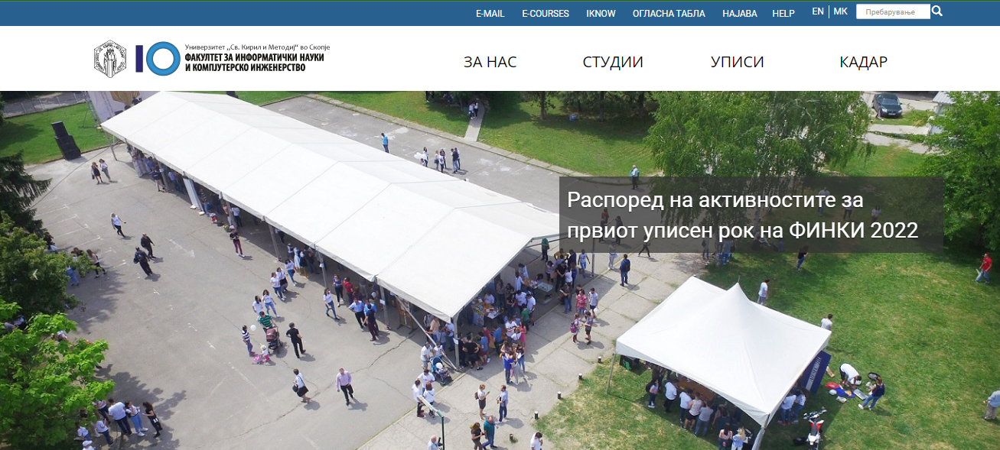 E-MAIL E-COURSES IKNOW ОГЛАСНА ТАБЛА НАЈАВА HELP EN MK Пребарување
Универзитет „Св. Кирил и Методиј“ во Скопје
ФАКУЛТЕТ ЗА ИНФОРМАТИЧКИ НАУКИ
И КОМПЈУТЕРСКО ИНЖЕНЕРСТВО
ЗА НАС СТУДИИ УПИСИ КАДАР
Распоред на активностите за
првиот уписен рок на ФИНКИ 2022